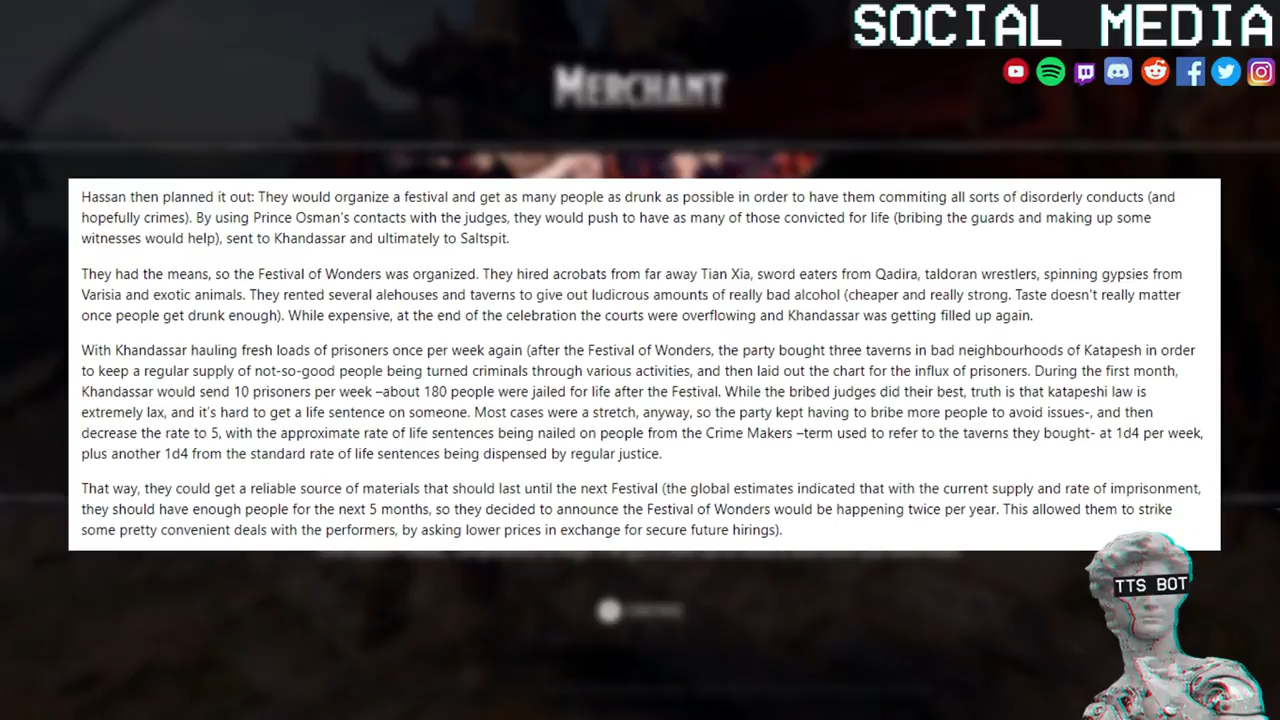 SOCIAL MEDIA
MERCHANT
Hassan then planned it out: They would organize a festival and get as many people as drunk as possible in order to have them commiting all sorts of disorderly conducts (and
hopefully crimes). By using Prince Osman's contacts with the judges, they would push to have as many of those convicted for life (bribing the guards and making up some
witnesses would help), sent to Khandassar and ultimately to Saltspit.
They had the means, so the Festival of Wonders was organized. They hired acrobats from far away Tian Xia, sword eaters from Qadira, taldoran wrestlers, spinning gypsies from
Varisia and exotic animals. They rented several alehouses and taverns to give out ludicrous amounts of really bad alcohol (cheaper and really strong. Taste doesn't really matter
once people get drunk enough). While expensive, at the end of the celebration the courts were overflowing and Khandassar was getting filled up again.
With Khandassar hauling fresh loads of prisoners once per week again (after the Festival of Wonders, the party bought three taverns in bad neighbourhoods of Katapesh in order
to keep a regular supply of not-so-good people being turned criminals through various activities, and then laid out the chart for the influx of prisoners. During the first month,
Khandassar would send 10 prisoners per week –about 180 people were jailed for life after the Festival. While the bribed judges did their best, truth is that katapeshi law is
extremely lax, and it's hard to get a life sentence on someone. Most cases were a stretch, anyway, so the party kept having to bribe more people to avoid issues-, and then
decrease the rate to 5, with the approximate rate of life sentences being nailed on people from the Crime Makers –term used to refer to the taverns they bought- at 1d4 per week,
plus another 1d4 from the standard rate of life sentences being dispensed by regular justice.
That way, they could get a reliable source of materials that should last until the next Festival (the global estimates indicated that with the current supply and rate of imprisonment,
they should have enough people for the next 5 months, so they decided to announce the Festival of Wonders would be happening twice per year. This allowed them to strike
some pretty convenient deals with the performers, by asking lower prices in exchange for secure future hirings).
TTS BOT